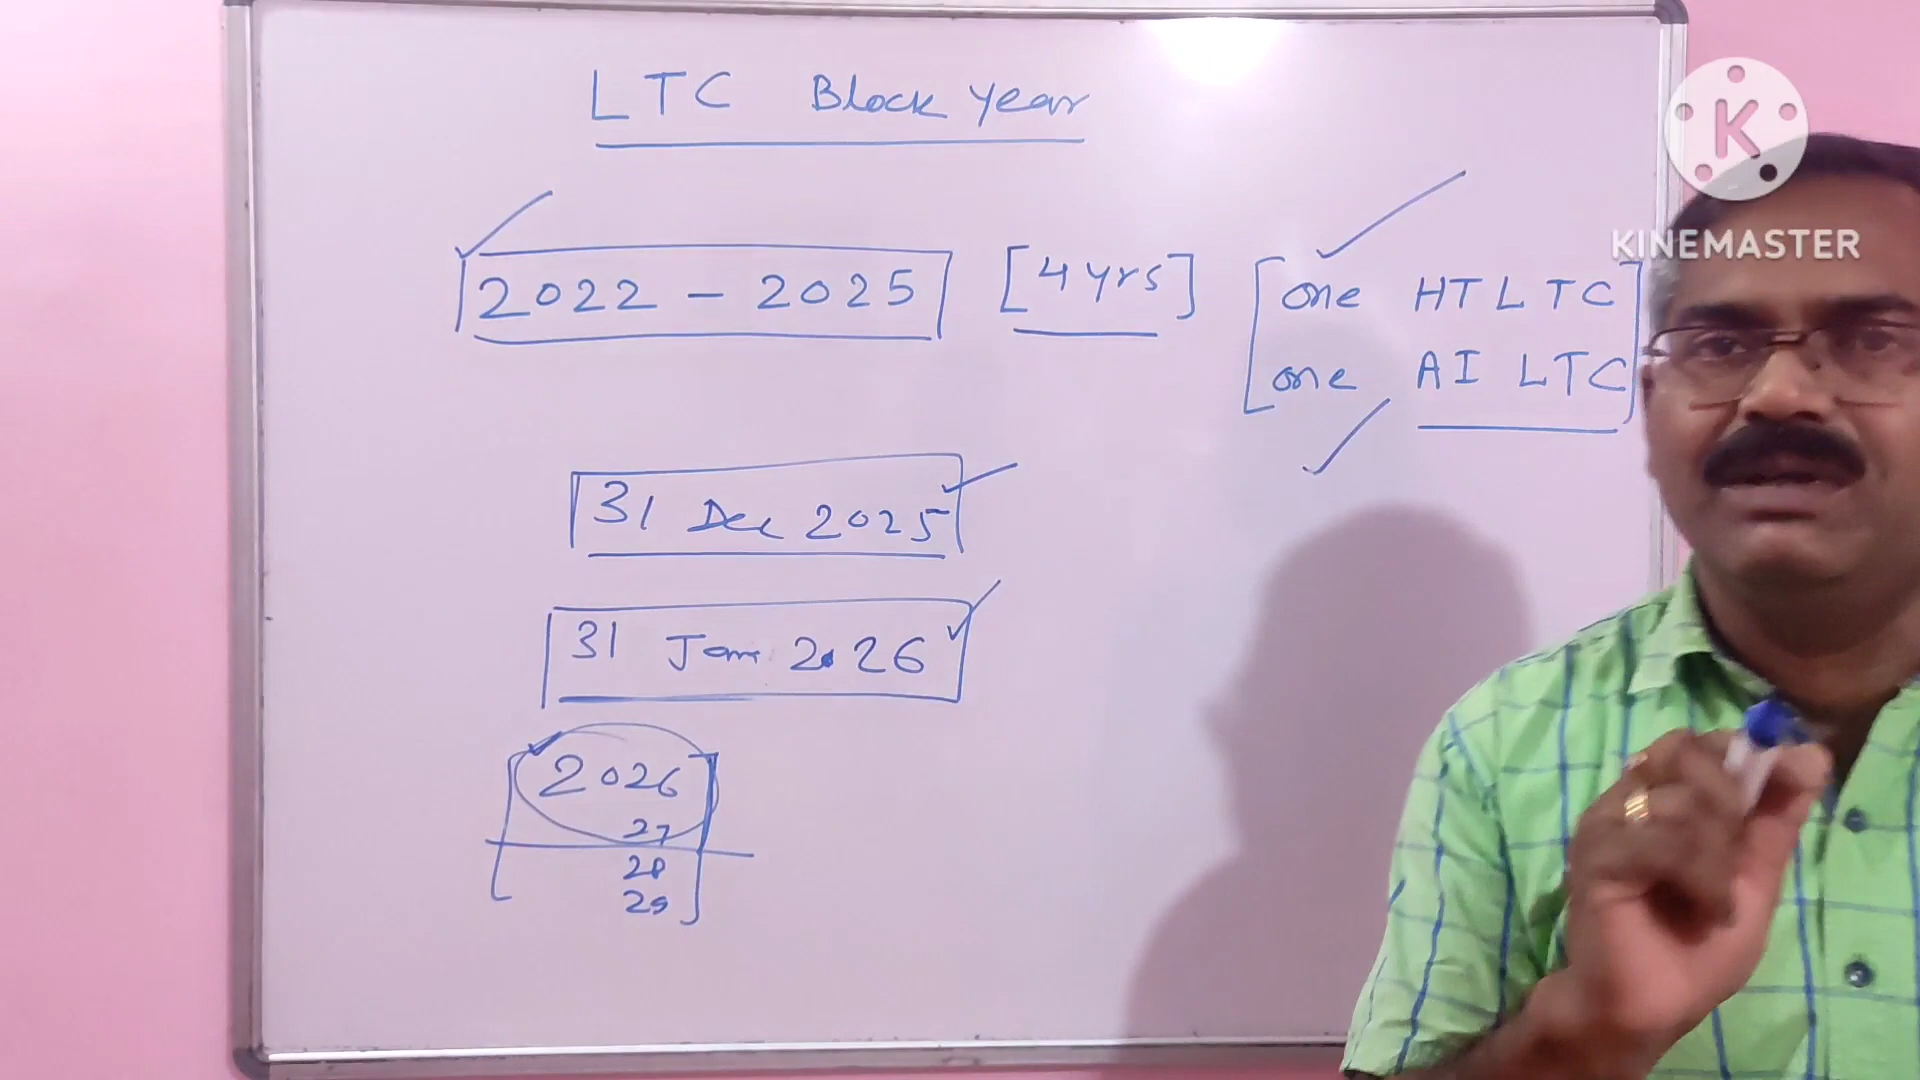 LTC Block Year
2022 - 2025 [4 yrs] [one HTLTC]
[one AI LTC]
31 Dec 2025
31 Jan 2026
2026
27
28
29
K
KINEMASTER